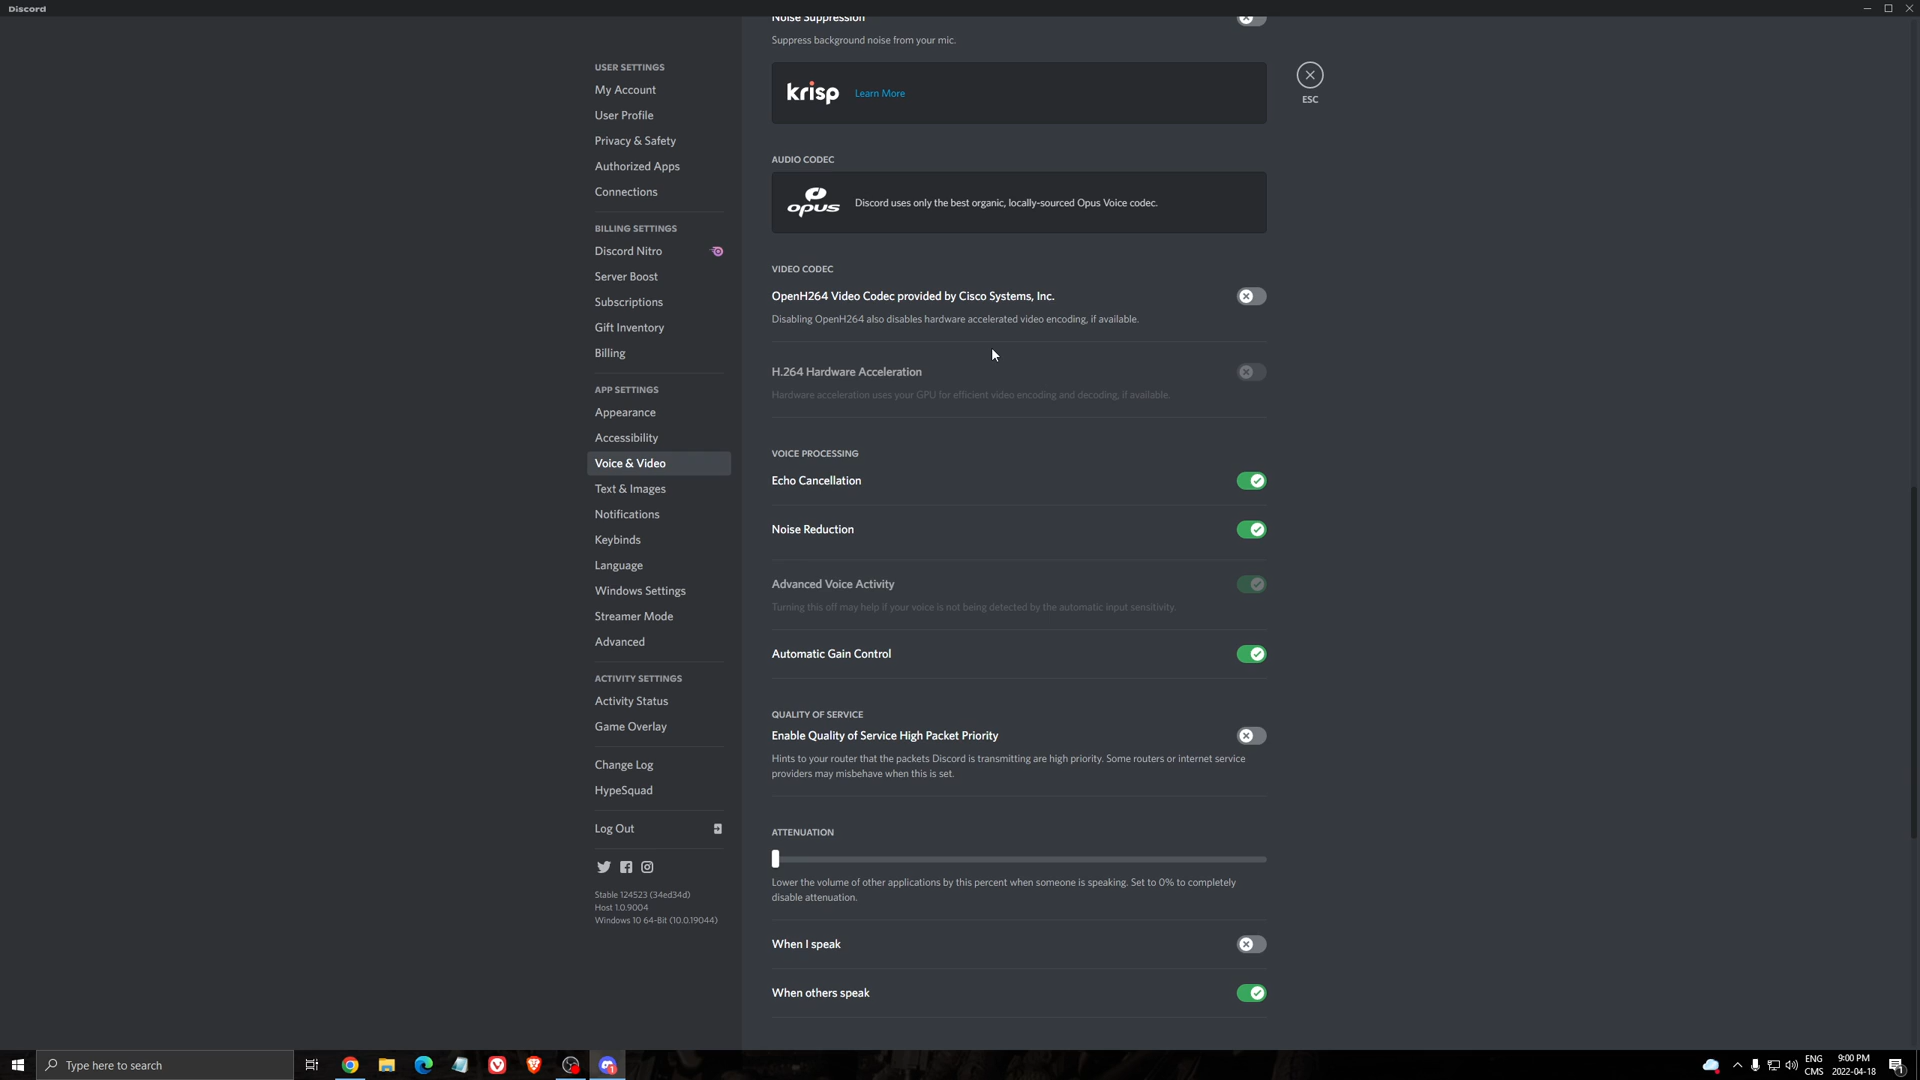 Discord
USER SETTINGS
My Account
User Profile
Privacy & Safety
Authorized Apps
Connections
BILLING SETTINGS
Discord Nitro
Server Boost
Subscriptions
Gift Inventory
Billing
APP SETTINGS
Appearance
Accessibility
Voice & Video
Text & Images
Notifications
Keybinds
Language
Windows Settings
Streamer Mode
Advanced
ACTIVITY SETTINGS
Activity Status
Game Overlay
Change Log
HypeSquad
Log Out
Stable 124523 (34ed34d)
Host 1.0.9004
Windows 10 64-Bit (10.0.19044)
Noise Suppression
Suppress background noise from your mic.
krisp Learn More
AUDIO CODEC
opus Discord uses only the best organic, locally-sourced Opus Voice codec.
VIDEO CODEC
OpenH264 Video Codec provided by Cisco Systems, Inc.
Disabling OpenH264 also disables hardware accelerated video encoding, if available.
H.264 Hardware Acceleration
Hardware acceleration uses your GPU for efficient video encoding and decoding, if available.
VOICE PROCESSING
Echo Cancellation
Noise Reduction
Advanced Voice Activity
Turning this off may help if your voice is not being detected by the automatic input sensitivity.
Automatic Gain Control
QUALITY OF SERVICE
Enable Quality of Service High Packet Priority
Hints to your router that the packets Discord is transmitting are high priority. Some routers or internet service
providers may misbehave when this is set.
ATTENUATION
Lower the volume of other applications by this percent when someone is speaking. Set to 0% to completely
disable attenuation.
When I speak
When others speak
ESC
Type here to search
1
ENG
CMS
9:00 PM
2022-04-18
1